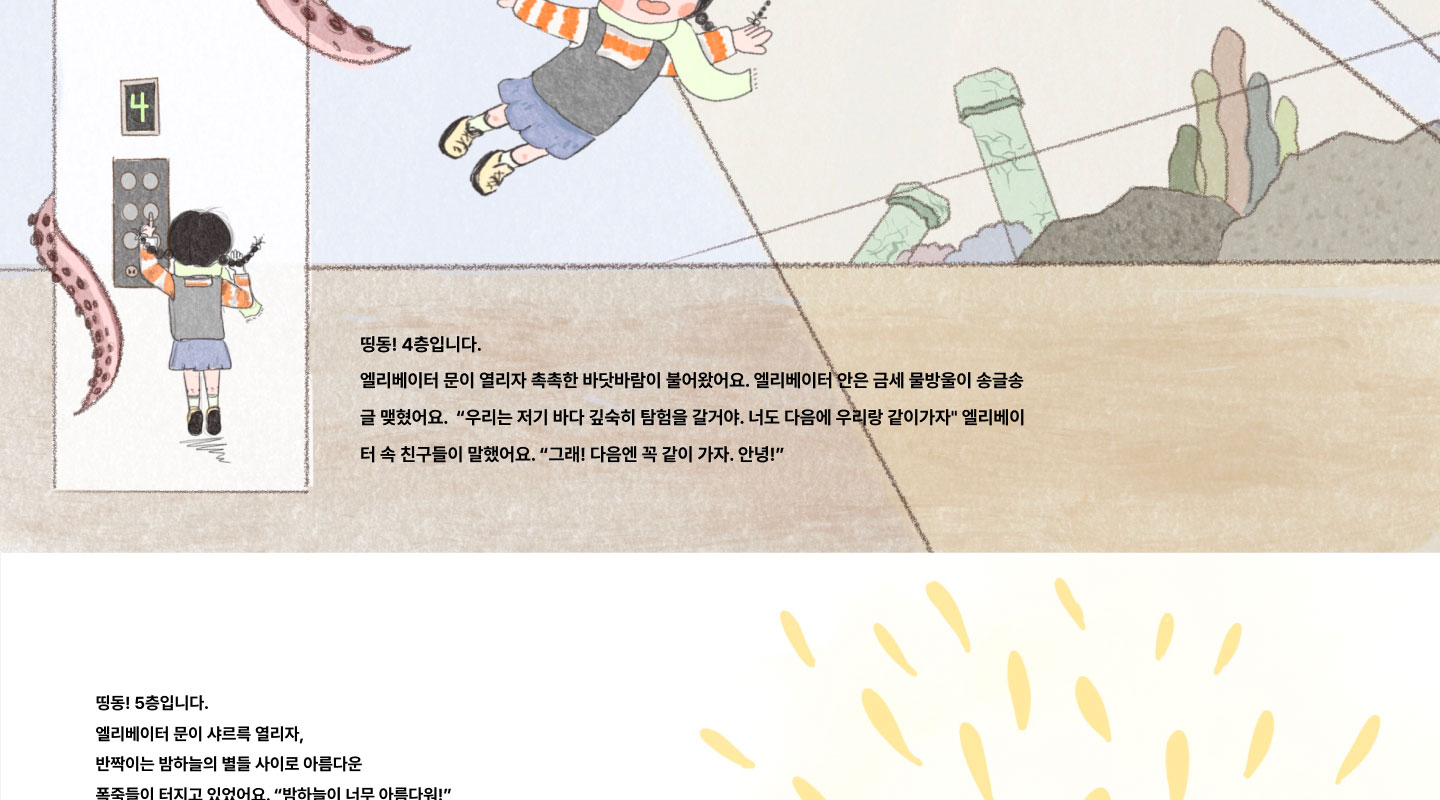 4
띵동! 4층입니다.
엘리베이터 문이 열리자 촉촉한 바닷바람이 불어왔어요. 엘리베이터 안은 금세 물방울이 송글송
글 맺혔어요.  “우리는 저기 바다 깊숙히 탐험을 갈거야. 너도 다음에 우리랑 같이가자" 엘리베이
터 속 친구들이 말했어요. “그래! 다음엔 꼭 같이 가자. 안녕!”
띵동! 5층입니다.
엘리베이터 문이 샤르륵 열리자,
반짝이는 밤하늘의 별들 사이로 아름다운
폭죽들이 터지고 있었어요. “밤하늘이 너무 아름다워!”